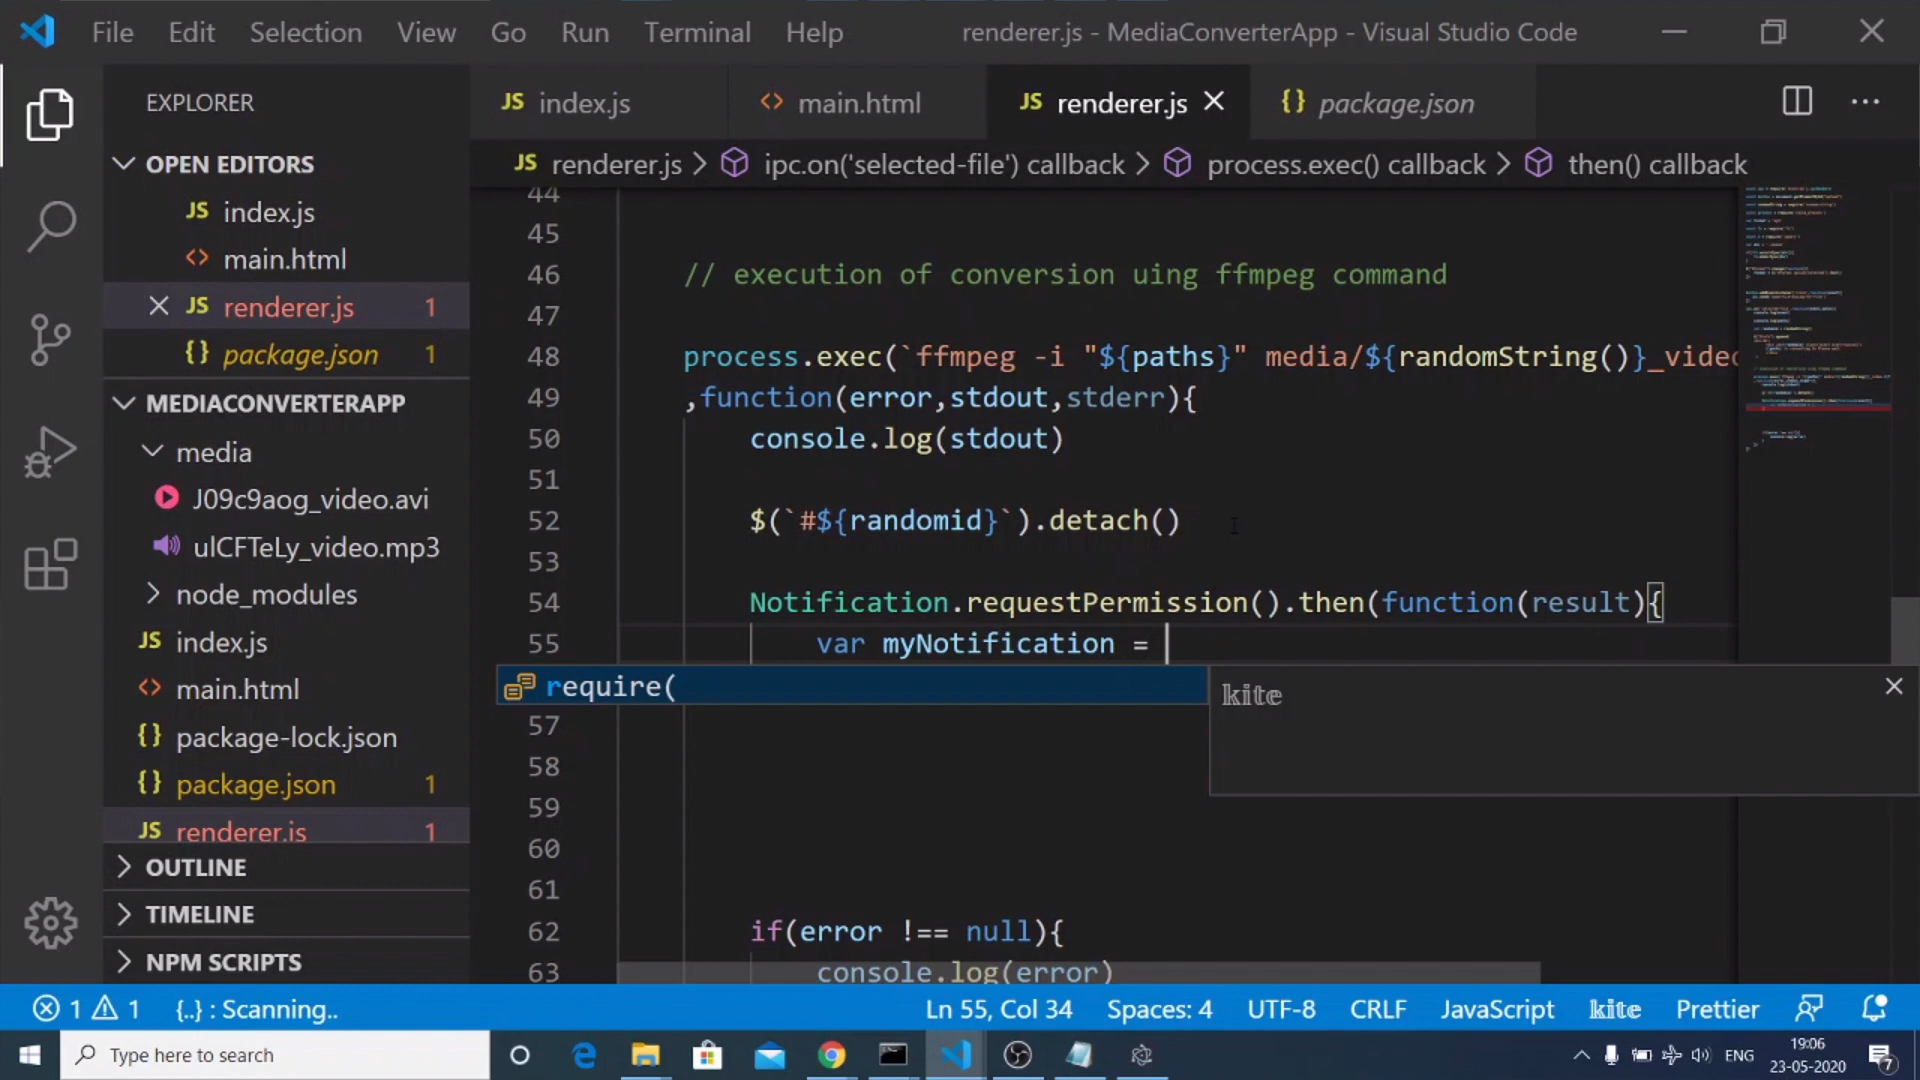 File Edit Selection View Go Run Terminal Help renderer.js - MediaConverterApp - Visual Studio Code
EXPLORER
OPEN EDITORS
JS index.js
<> main.html
JS renderer.js 1
{} package.json 1
MEDIACONVERTERAPP
media
J09c9aog_video.avi
ulCFTeLy_video.mp3
node_modules
JS index.js
<> main.html
{} package-lock.json
{} package.json 1
JS renderer.js 1
OUTLINE
TIMELINE
NPM SCRIPTS
JS index.js <> main.html JS renderer.js {} package.json
JS renderer.js > ipc.on('selected-file') callback > process.exec() callback > then() callback
44
45
46 // execution of conversion uing ffmpeg command
47
48 process.exec(`ffmpeg -i "${paths}" media/${randomString()}_video
49 ,function(error,stdout,stderr){
50 console.log(stdout)
51
52 $(`#${randomid}`).detach()
53
54 Notification.requestPermission().then(function(result){
55 var myNotification =
require(
kite
57
58
59
60
61
62 if(error !== null){
63 console.log(error)
1 1 {..} : Scanning.. Ln 55, Col 34 Spaces: 4 UTF-8 CRLF JavaScript kite Prettier
Type here to search
ENG
19:06
23-05-2020
7